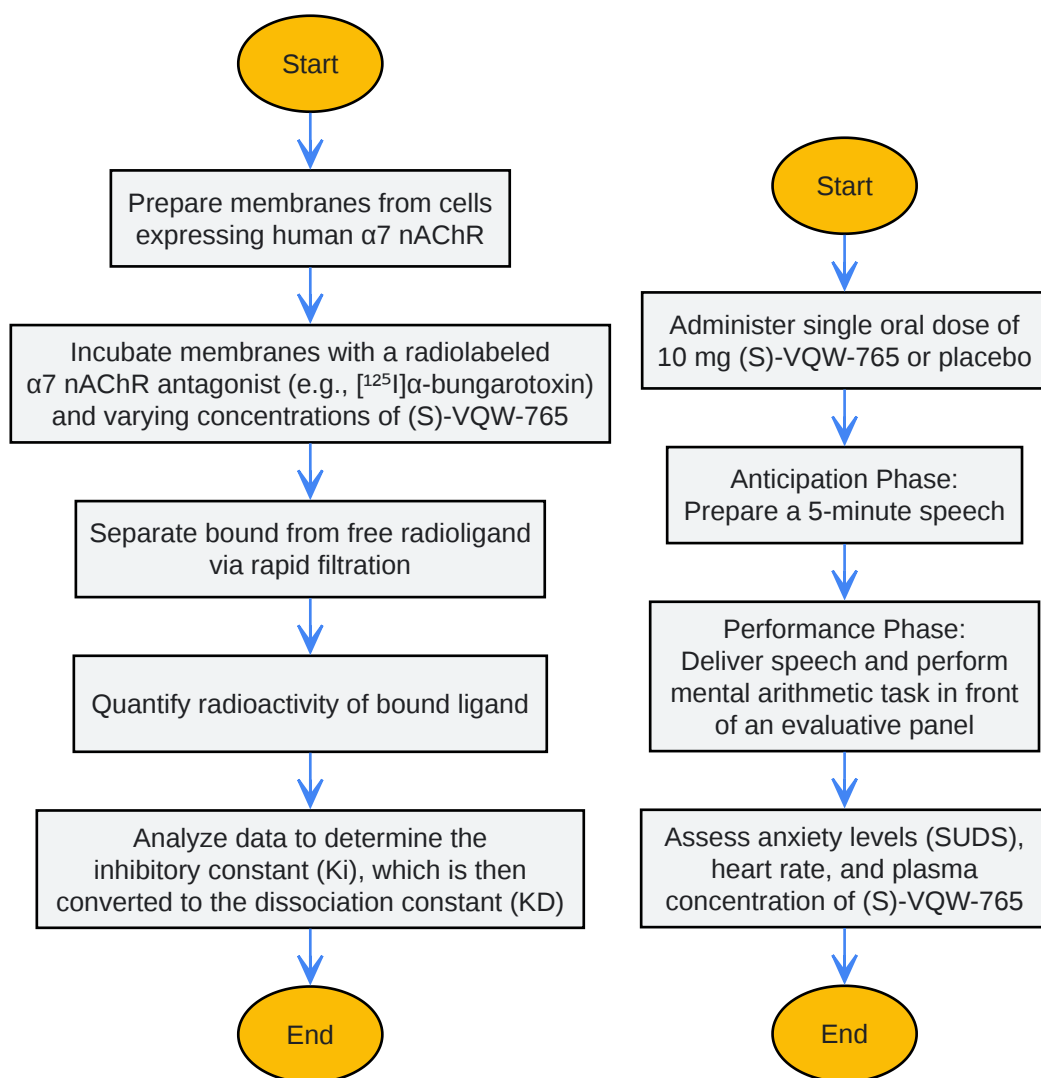 Start
Prepare membranes from cells
expressing human α7 nAChR
Incubate membranes with a radiolabeled
α7 nAChR antagonist (e.g., [¹²⁵I]α-bungarotoxin)
and varying concentrations of (S)-VQW-765
Separate bound from free radioligand
via rapid filtration
Quantify radioactivity of bound ligand
Analyze data to determine the
inhibitory constant (Ki), which is then
converted to the dissociation constant (KD)
End
Start
Administer single oral dose of
10 mg (S)-VQW-765 or placebo
Anticipation Phase:
Prepare a 5-minute speech
Performance Phase:
Deliver speech and perform
mental arithmetic task in front
of an evaluative panel
Assess anxiety levels (SUDS),
heart rate, and plasma
concentration of (S)-VQW-765
End